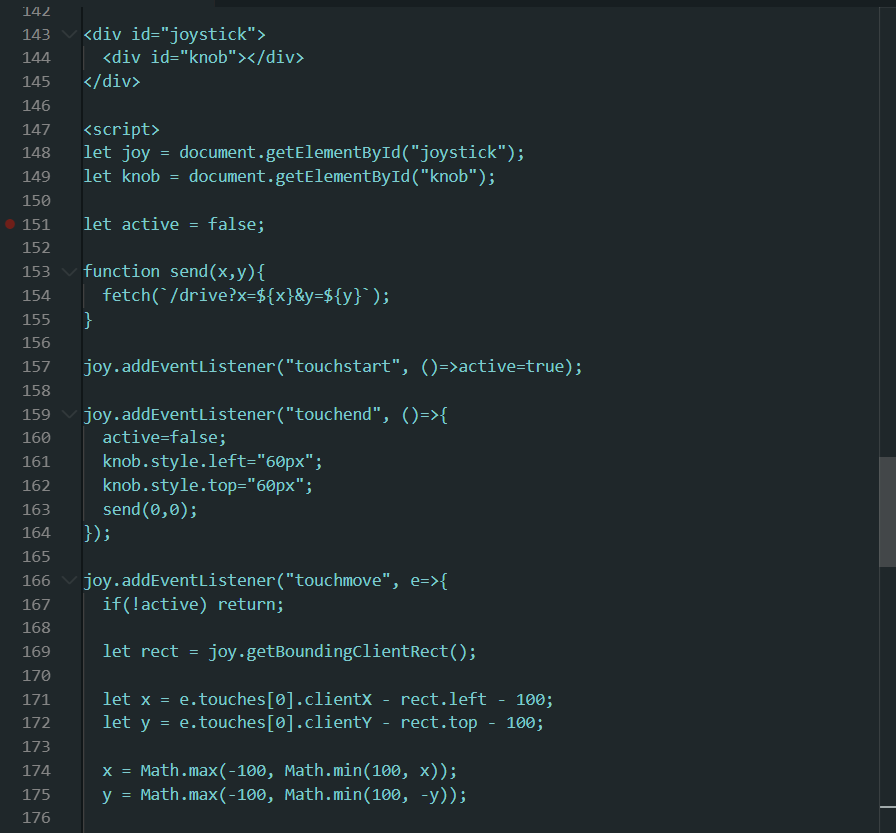 142
143 <div id="joystick">
144   <div id="knob"></div>
145 </div>
146
147 <script>
148 let joy = document.getElementById("joystick");
149 let knob = document.getElementById("knob");
150
151 let active = false;
152
153 function send(x,y){
154   fetch(`/drive?x=${x}&y=${y}`);
155 }
156
157 joy.addEventListener("touchstart", ()=>active=true);
158
159 joy.addEventListener("touchend", ()=>{
160   active=false;
161   knob.style.left="60px";
162   knob.style.top="60px";
163   send(0,0);
164 });
165
166 joy.addEventListener("touchmove", e=>{
167   if(!active) return;
168
169   let rect = joy.getBoundingClientRect();
170
171   let x = e.touches[0].clientX - rect.left - 100;
172   let y = e.touches[0].clientY - rect.top - 100;
173
174   x = Math.max(-100, Math.min(100, x));
175   y = Math.max(-100, Math.min(100, -y));
176